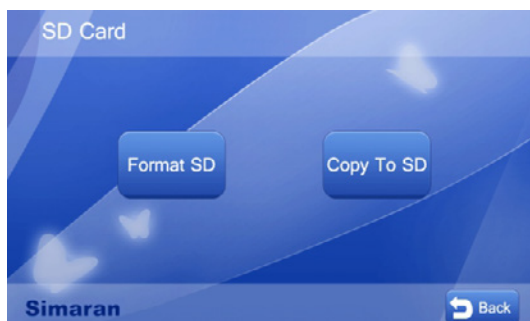 SD Card
Format SD
Copy To SD
Simaran
Back